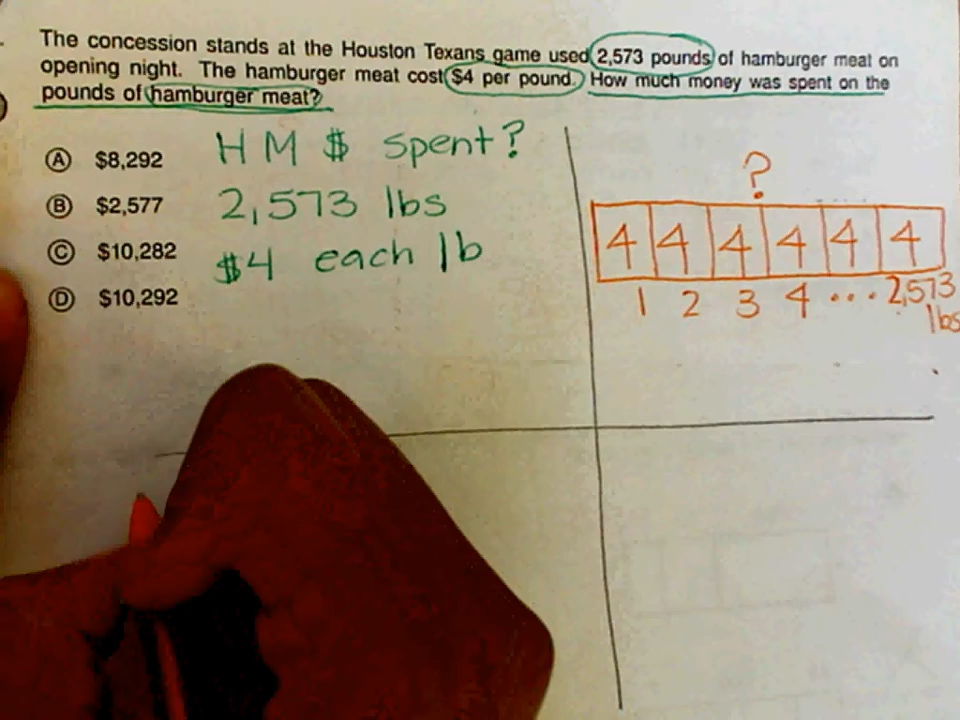 The concession stands at the Houston Texans game used 2,573 pounds of hamburger meat on
opening night. The hamburger meat cost $4 per pound. How much money was spent on the
pounds of hamburger meat?
A $8,292
B $2,577
C $10,282
D $10,292
H M $ spent?
2,573 lbs
$4 each lb
?
4 4 4 4 4 4
1 2 3 4 ... 2,573
lbs